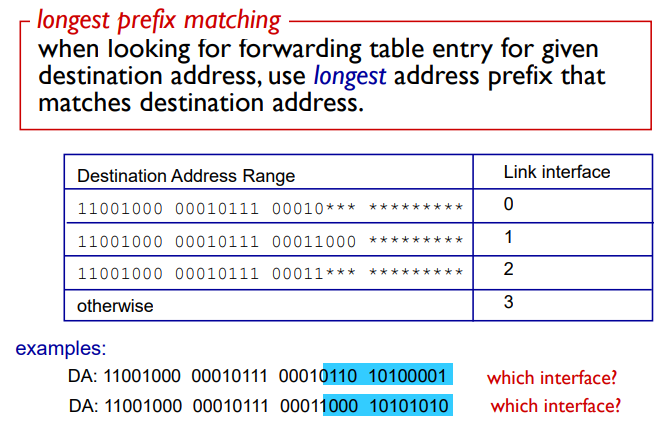 longest prefix matching
when looking for forwarding table entry for given
destination address, use longest address prefix that
matches destination address.
Destination Address Range Link interface
11001000 00010111 00010*** ********* 0
11001000 00010111 00011000 ********* 1
11001000 00010111 00011*** ********* 2
otherwise 3
examples:
DA: 11001000 00010111 00010110 10100001 which interface?
DA: 11001000 00010111 00011000 10101010 which interface?